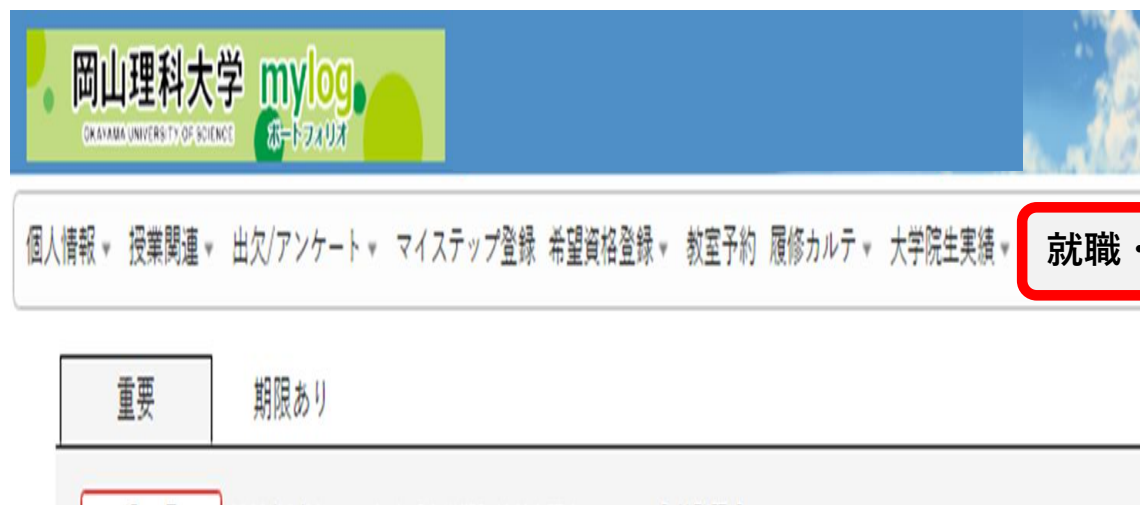 岡山理科大学 mylog
OKAYAMA UNIVERSITY OF SCIENCE ポートフォリオ
個人情報 授業関連 出欠/アンケート マイステップ登録 希望資格登録 教室予約 履修カルテ 大学院生実績 就職・
重要 期限あり